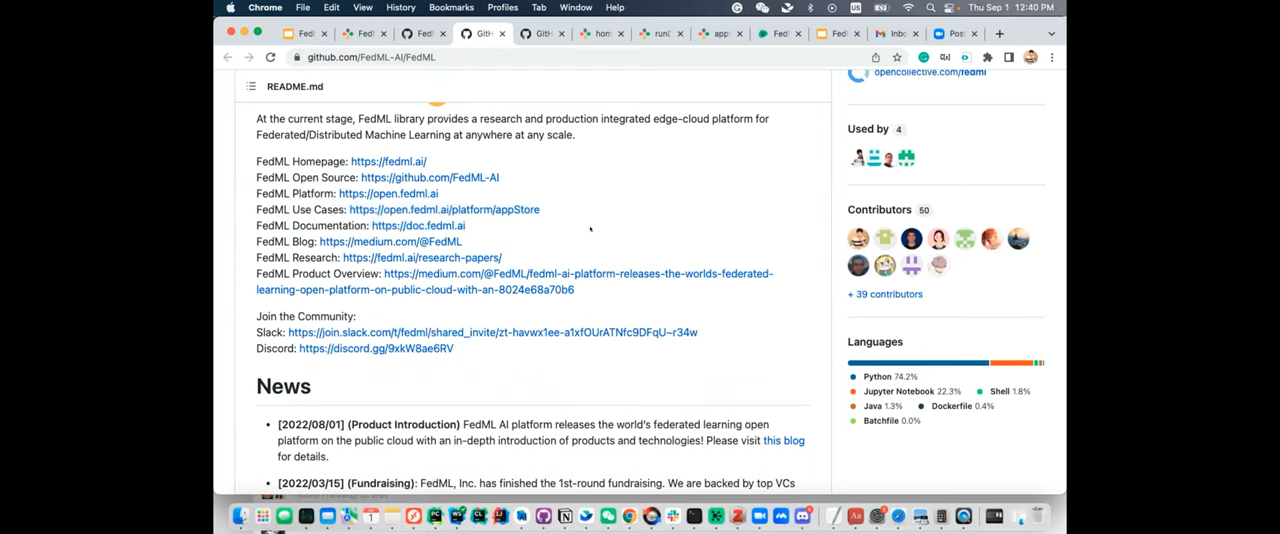 Chrome File Edit View History Bookmarks Profiles Tab Window Help
US
Thu Sep 1 12:40 PM
GitH
hom
Inbo
Post
github.com/FedML-AI/FedML
README.md
opencollective.com/fedml
At the current stage, FedML library provides a research and production integrated edge-cloud platform for
Federated/Distributed Machine Learning at anywhere at any scale.
FedML Homepage: https://fedml.ai/
FedML Open Source: https://github.com/FedML-AI
FedML Platform: https://open.fedml.ai
FedML Use Cases: https://open.fedml.ai/platform/appStore
FedML Documentation: https://doc.fedml.ai
FedML Blog: https://medium.com/@FedML
FedML Research: https://fedml.ai/research-papers/
FedML Product Overview: https://medium.com/@FedML/fedml-ai-platform-releases-the-worlds-federated-
learning-open-platform-on-public-cloud-with-an-8024e68a70b6
Join the Community:
Slack: https://join.slack.com/t/fedml/shared_invite/zt-havwx1ee-a1xfOUrATNfc9DFqU~r34w
Discord: https://discord.gg/9xkW8ae6RV
News
[2022/08/01] (Product Introduction) FedML AI platform releases the world's federated learning open
platform on the public cloud with an in-depth introduction of products and technologies! Please visit this blog
for details.
[2022/03/15] (Fundraising): FedML, Inc. has finished the 1st-round fundraising. We are backed by top VCs
Used by 4
Contributors 50
+ 39 contributors
Languages
Python 74.2%
Jupyter Notebook 22.3% Shell 1.8%
Java 1.3% Dockerfile 0.4%
Batchfile 0.0%